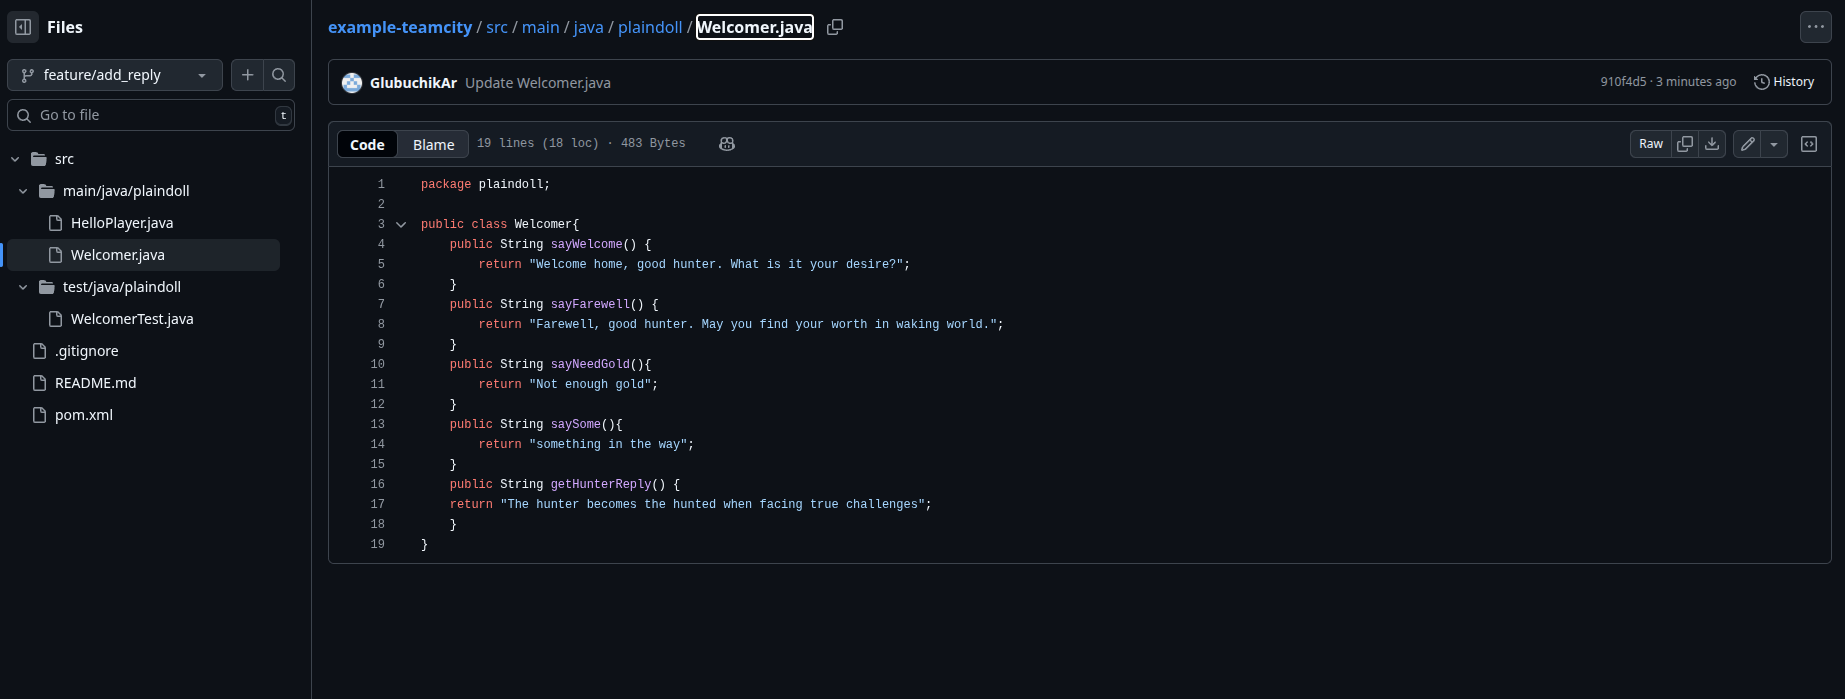 Files
feature/add_reply
Go to file
t
src
main/java/plaindoll
HelloPlayer.java
Welcomer.java
test/java/plaindoll
WelcomerTest.java
.gitignore
README.md
pom.xml
example-teamcity / src / main / java / plaindoll / Welcomer.java
GlubuchikAr Update Welcomer.java
910f4d5 · 3 minutes ago
History
Code Blame 19 lines (18 loc) · 483 Bytes
Raw
1 package plaindoll;
2
3 public class Welcomer{
4     public String sayWelcome() {
5         return "Welcome home, good hunter. What is it your desire?";
6     }
7     public String sayFarewell() {
8         return "Farewell, good hunter. May you find your worth in waking world.";
9     }
10     public String sayNeedGold(){
11         return "Not enough gold";
12     }
13     public String saySome(){
14         return "something in the way";
15     }
16     public String getHunterReply() {
17     return "The hunter becomes the hunted when facing true challenges";
18     }
19 }